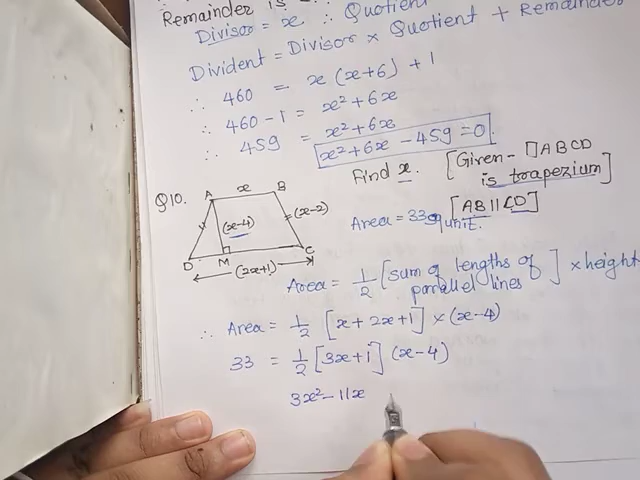 Remainder is
Divisor = x ∴ Quotient
Divident = Divisor × Quotient + Remainder
∴ 460 = x (x+6) + 1
∴ 460 - 1 = x² + 6x
∴ 459 = x² + 6x
x² + 6x - 459 = 0
Find x. [Given - □ABCD
is trapezium]
Q10. A x B
[AB || CD]
(x-4) (x-2)
Area = 33 sq unit.
D M C
(2x+1)
Area = 1/2 [sum of lengths of parallel lines] × height
∴ Area = 1/2 [x + 2x + 1] × (x - 4)
33 = 1/2 [3x + 1] (x - 4)
3x² - 11x